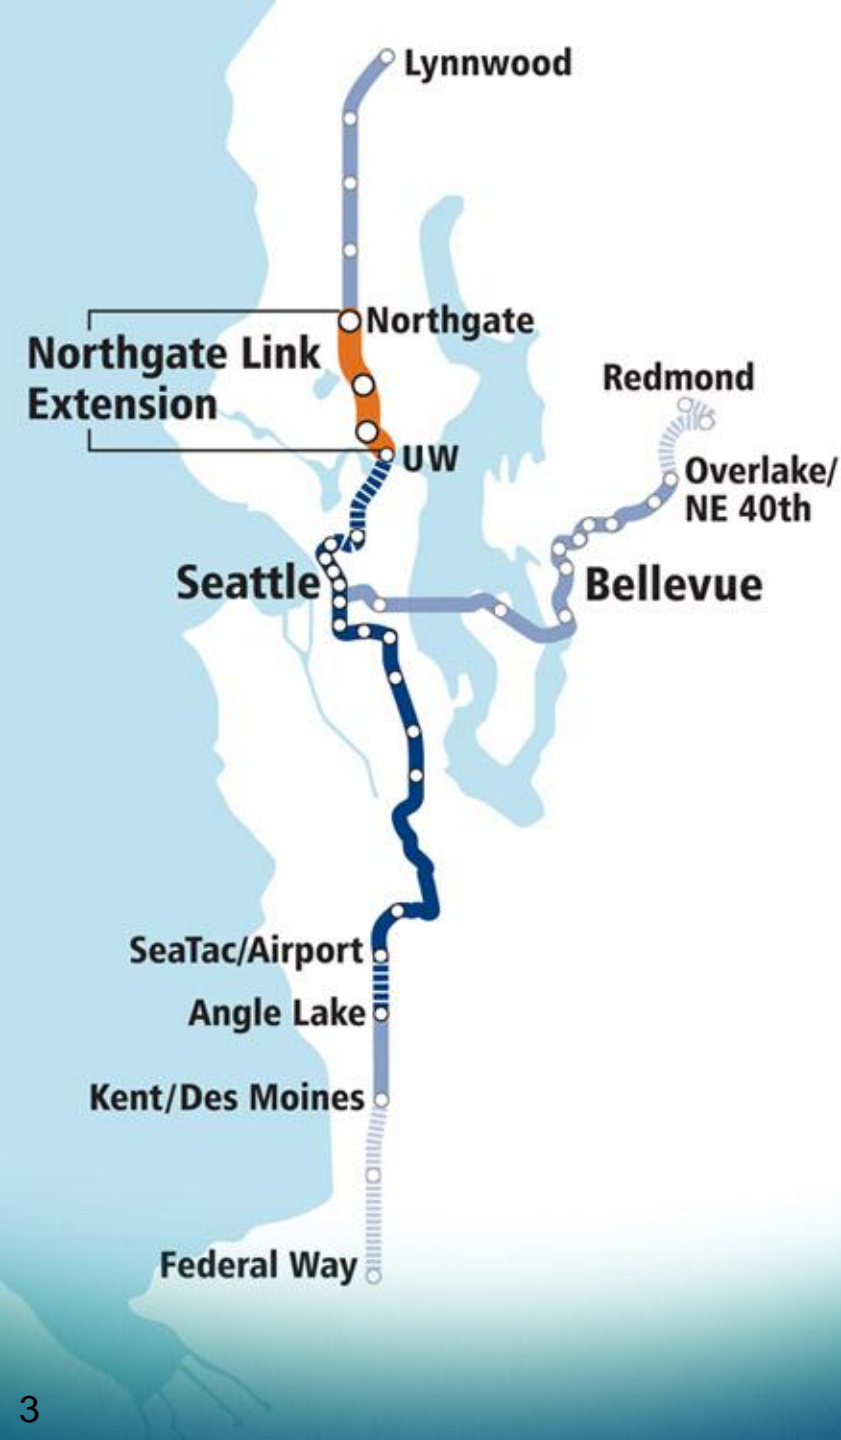 Lynnwood
Northgate
Northgate Link
Extension
Redmond
UW
Overlake/
NE 40th
Seattle
Bellevue
SeaTac/Airport
Angle Lake
Kent/Des Moines
Federal Way
3